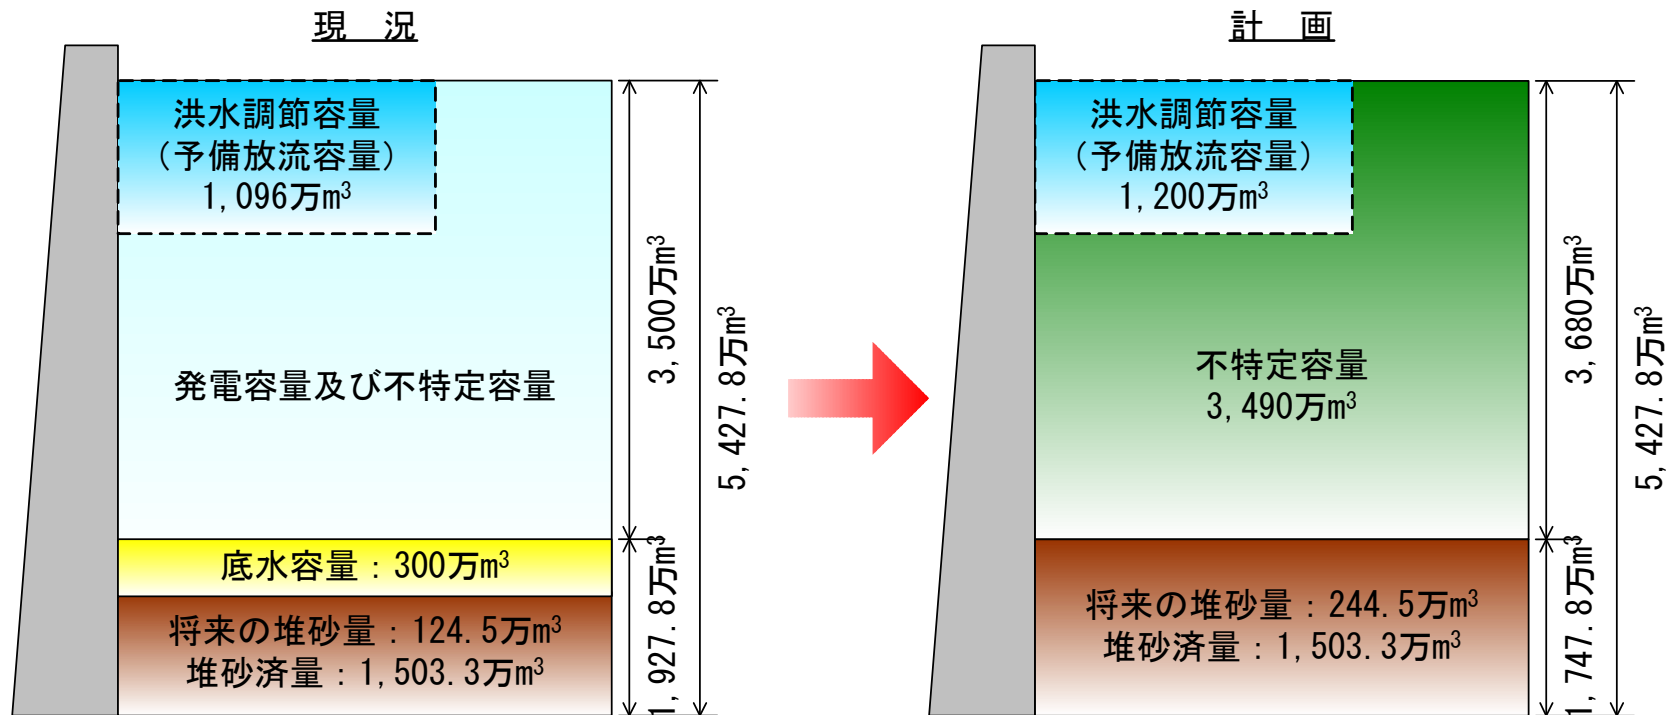 現　況
洪水調節容量
（予備放流容量）
1,096万m³
発電容量及び不特定容量
底水容量：300万m³
将来の堆砂量：124.5万m³
堆砂済量：1,503.3万m³
3,500万m³
1,927.8万m³
5,427.8万m³
計　画
洪水調節容量
（予備放流容量）
1,200万m³
不特定容量
3,490万m³
将来の堆砂量：244.5万m³
堆砂済量：1,503.3万m³
3,680万m³
1,747.8万m³
5,427.8万m³